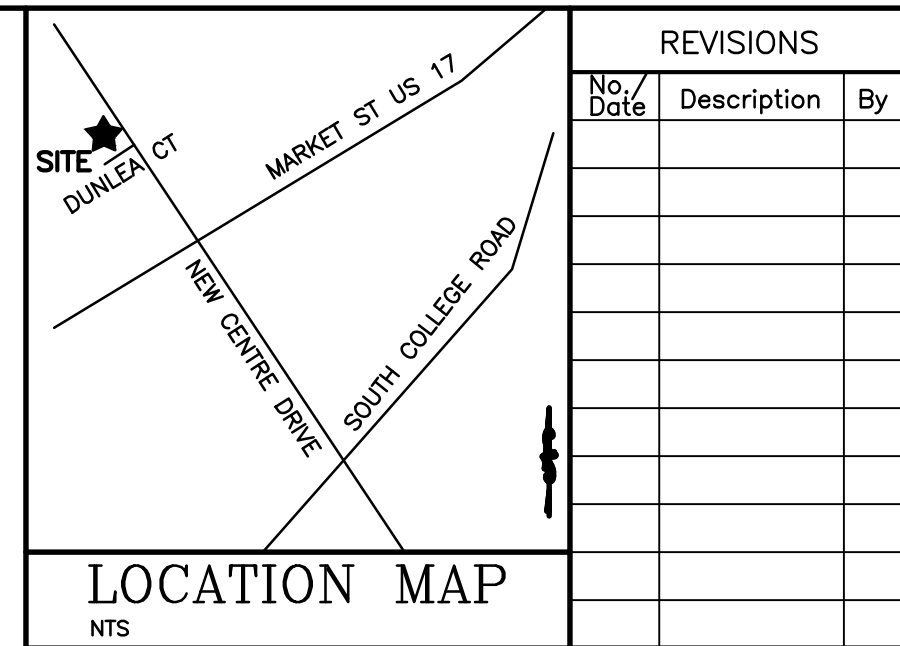 MARKET ST US 17
SITE
DUNLEA CT
NEW CENTRE DRIVE
SOUTH COLLEGE ROAD
LOCATION MAP
NTS
REVISIONS
No./
Date
Description
By